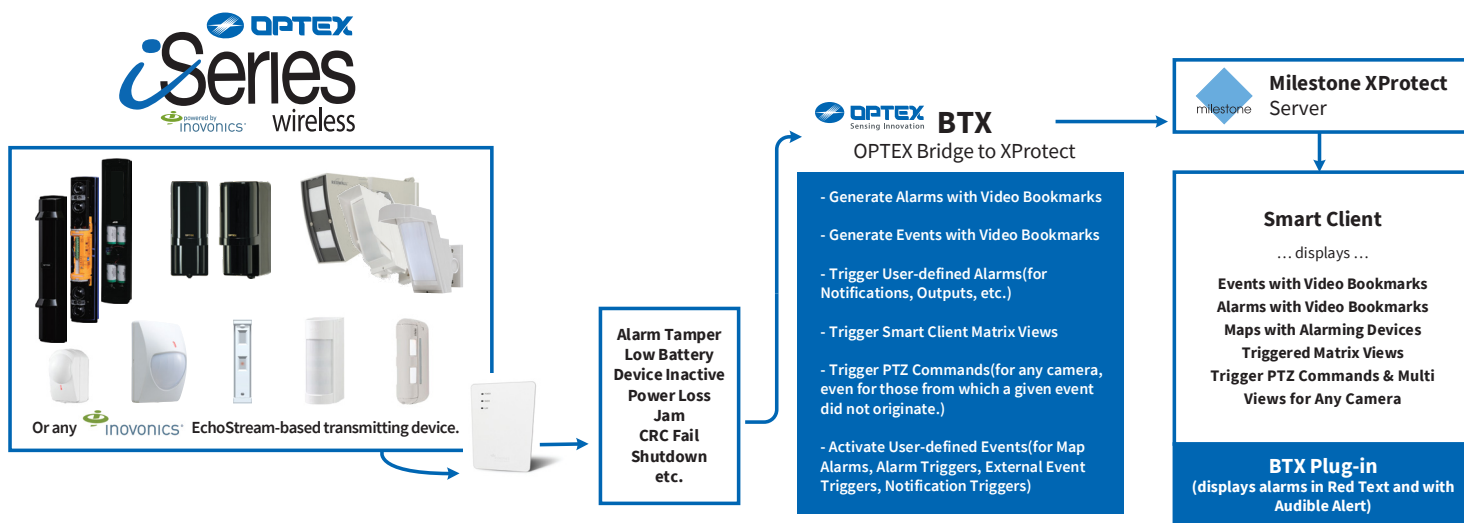 OPTEX
iSeries
powered by
inovonics
wireless
Or any inovonics EchoStream-based transmitting device.
Alarm Tamper
Low Battery
Device Inactive
Power Loss
Jam
CRC Fail
Shutdown
etc.
OPTEX
Sensing Innovation
BTX
OPTEX Bridge to XProtect
- Generate Alarms with Video Bookmarks
- Generate Events with Video Bookmarks
- Trigger User-defined Alarms(for
Notifications, Outputs, etc.)
- Trigger Smart Client Matrix Views
- Trigger PTZ Commands(for any camera,
even for those from which a given event
did not originate.)
- Activate User-defined Events(for Map
Alarms, Alarm Triggers, External Event
Triggers, Notification Triggers)
milestone
Milestone XProtect
Server
Smart Client
... displays ...
Events with Video Bookmarks
Alarms with Video Bookmarks
Maps with Alarming Devices
Triggered Matrix Views
Trigger PTZ Commands & Multi
Views for Any Camera
BTX Plug-in
(displays alarms in Red Text and with
Audible Alert)